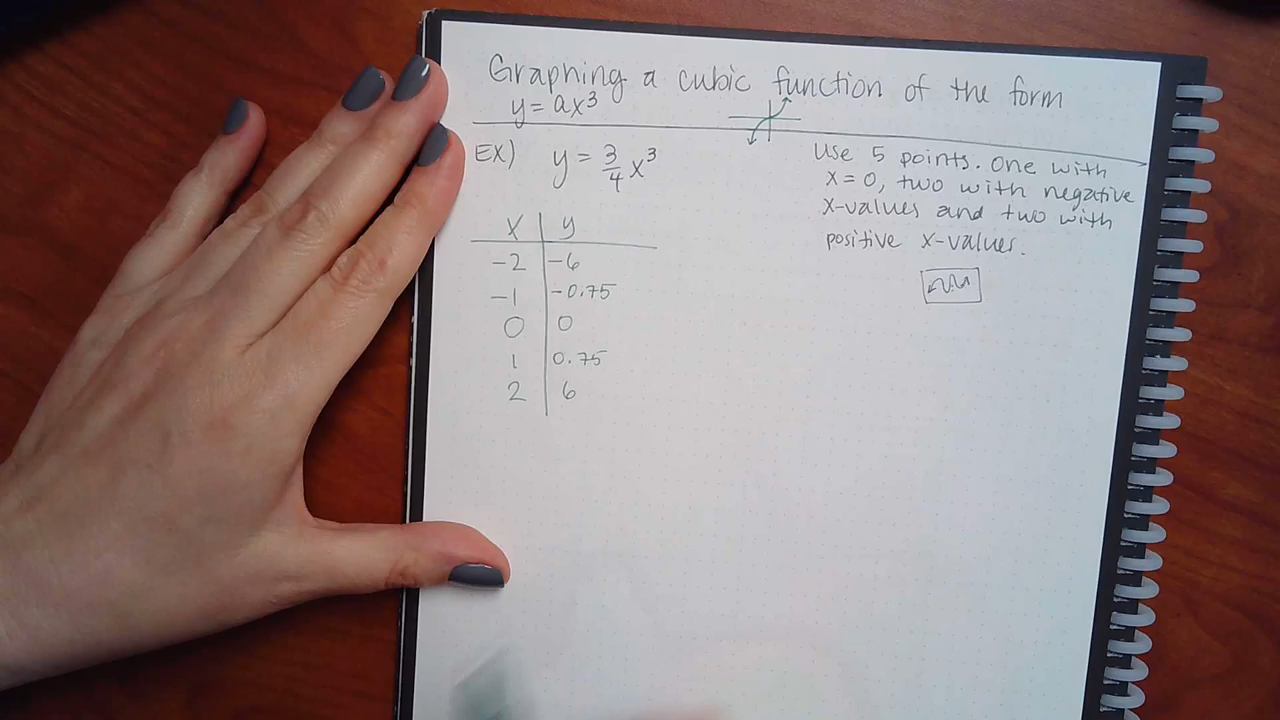 Graphing a cubic function of the form
y = ax³
EX) y = 3/4 x³
Use 5 points. One with
x = 0, two with negative
x-values and two with
positive x-values.
x | y
-2 | -6
-1 | -0.75
0 | 0
1 | 0.75
2 | 6